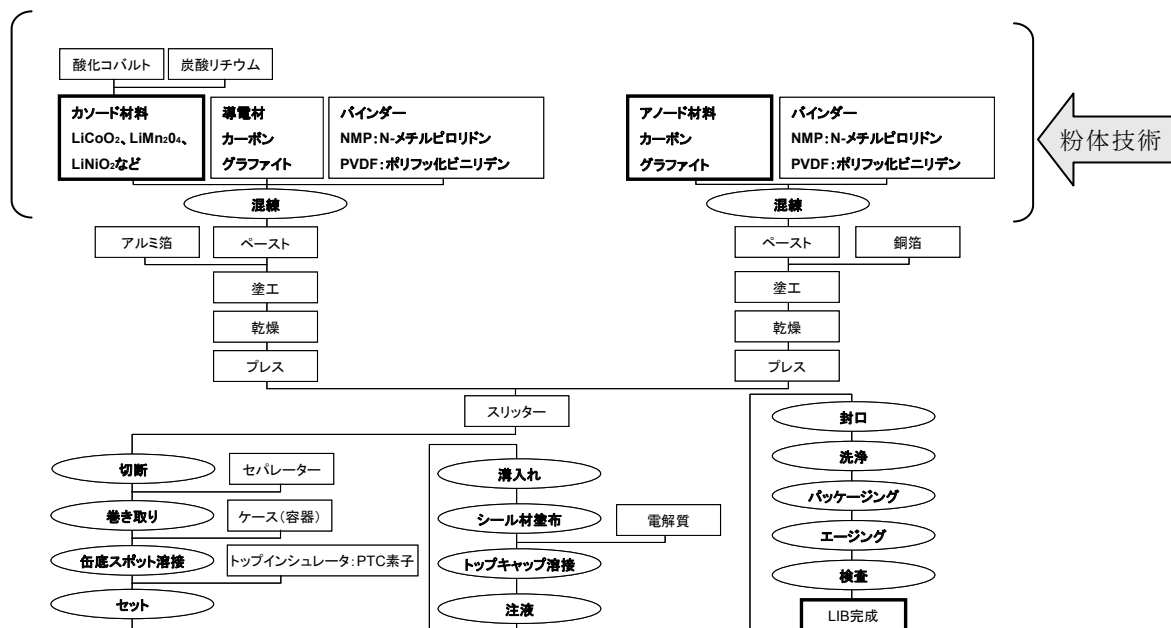 酸化コバルト
炭酸リチウム
カソード材料
LiCoO₂、LiMn₂0₄、
LiNiO₂など
導電材
カーボン
グラファイト
バインダー
NMP:N-メチルピロリドン
PVDF:ポリフッ化ビニリデン
アノード材料
カーボン
グラファイト
バインダー
NMP:N-メチルピロリドン
PVDF:ポリフッ化ビニリデン
粉体技術
混練
混練
アルミ箔
ペースト
ペースト
銅箔
塗工
塗工
乾燥
乾燥
プレス
プレス
スリッター
切断
セパレーター
巻き取り
ケース(容器)
缶底スポット溶接
トップインシュレータ:PTC素子
セット
溝入れ
シール材塗布
電解質
トップキャップ溶接
注液
封口
洗浄
パッケージング
エージング
検査
LIB完成